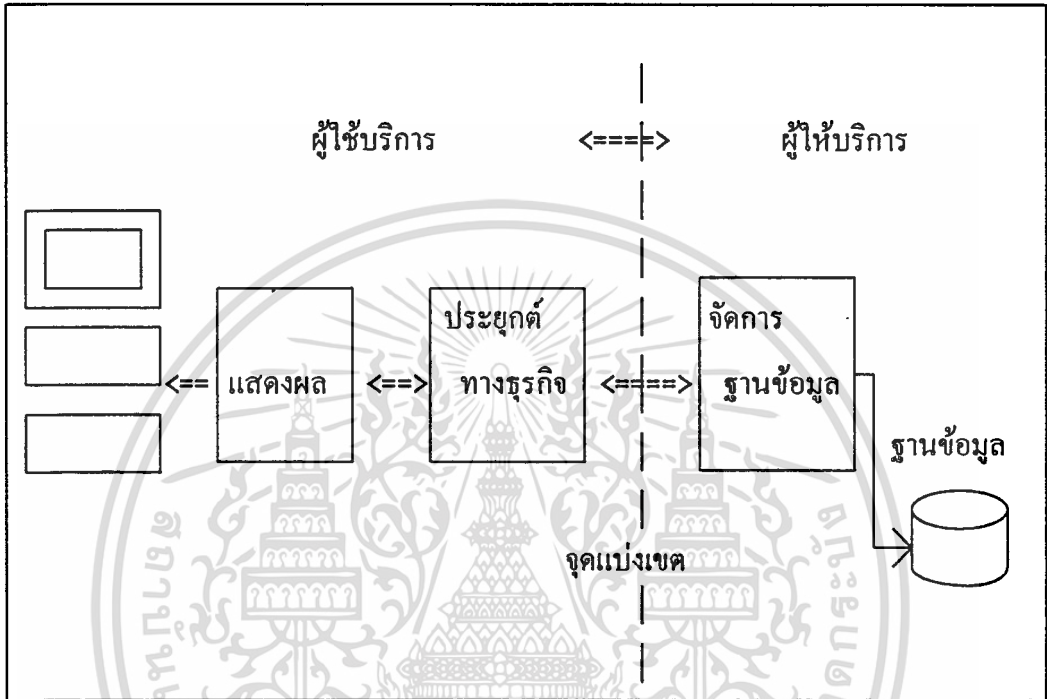 ผู้ใช้บริการ <====> ผู้ให้บริการ
ประยุกต์
ทางธุรกิจ
จัดการ
ฐานข้อมูล
<== แสดงผล <==> <====>
ฐานข้อมูล
จุดแบ่งเขต